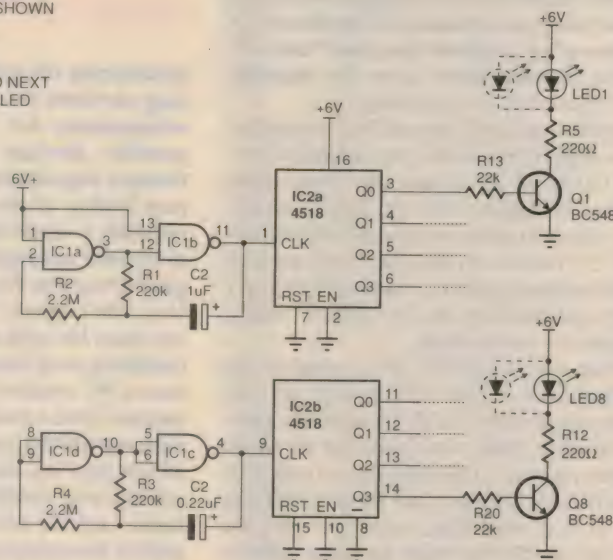 SHOWN
NEXT
LED
+6V
LED1
R5
220Ω
R13
22k
Q1
BC548
+6V
16
IC2a
4518
Q0
3
Q1
4
Q2
5
Q3
6
1
CLK
RST
EN
7
2
6V+
1
2
IC1a
3
13
12
IC1b
11
R1
220k
C2
1uF
R2
2.2M
+
+6V
LED8
R12
220Ω
R20
22k
Q8
BC548
IC2b
4518
Q0
11
Q1
12
Q2
13
Q3
14
9
CLK
RST
EN
–
15
10
8
8
9
IC1d
10
5
6
IC1c
4
R3
220k
C2
0.22uF
R4
2.2M
+